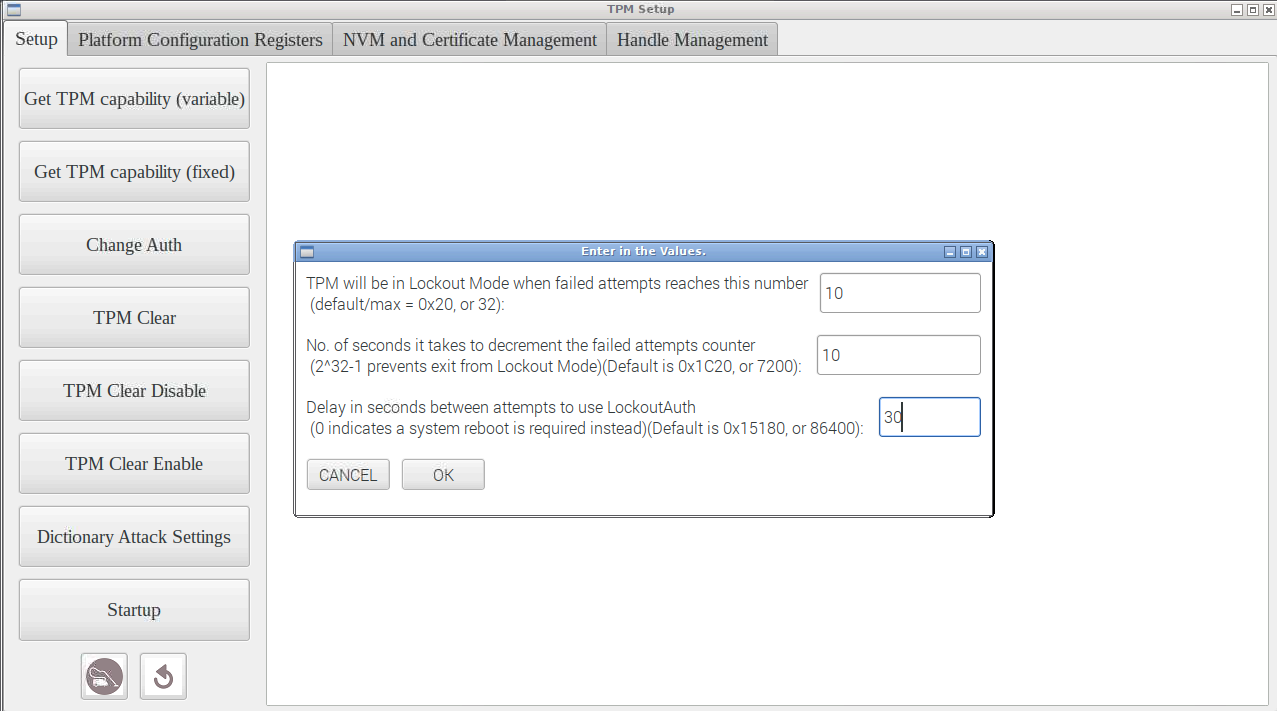 TPM Setup
Setup
Platform Configuration Registers
NVM and Certificate Management
Handle Management
Get TPM capability (variable)
Get TPM capability (fixed)
Change Auth
TPM Clear
TPM Clear Disable
TPM Clear Enable
Dictionary Attack Settings
Startup
Enter in the Values.
TPM will be in Lockout Mode when failed attempts reaches this number
(default/max = 0x20, or 32):
10
No. of seconds it takes to decrement the failed attempts counter
(2^32-1 prevents exit from Lockout Mode)(Default is 0x1C20, or 7200):
10
Delay in seconds between attempts to use LockoutAuth
(0 indicates a system reboot is required instead)(Default is 0x15180, or 86400):
30
CANCEL
OK